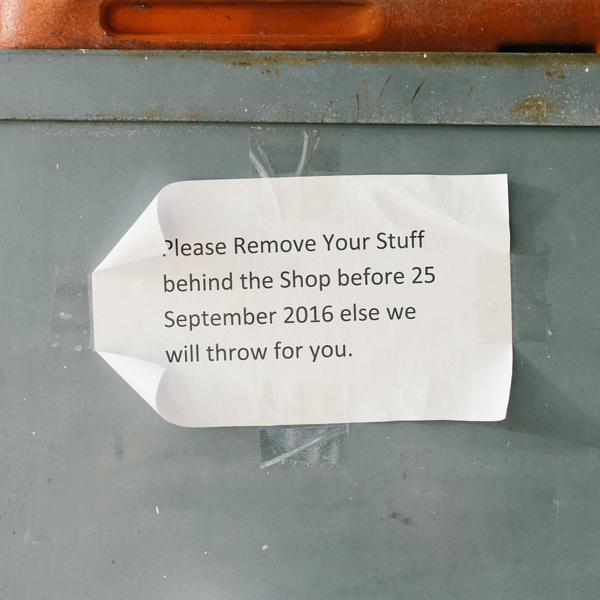 Please Remove Your Stuff
behind the Shop before 25
September 2016 else we
will throw for you.